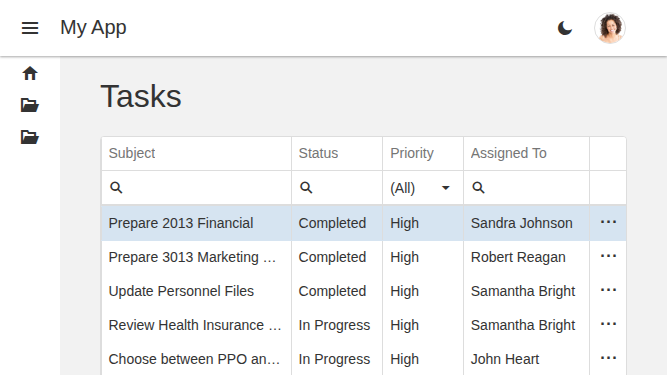 My App
Tasks
Subject Status Priority Assigned To
(All)
Prepare 2013 Financial Completed High Sandra Johnson ...
Prepare 3013 Marketing ... Completed High Robert Reagan ...
Update Personnel Files Completed High Samantha Bright ...
Review Health Insurance ... In Progress High Samantha Bright ...
Choose between PPO an... In Progress High John Heart ...